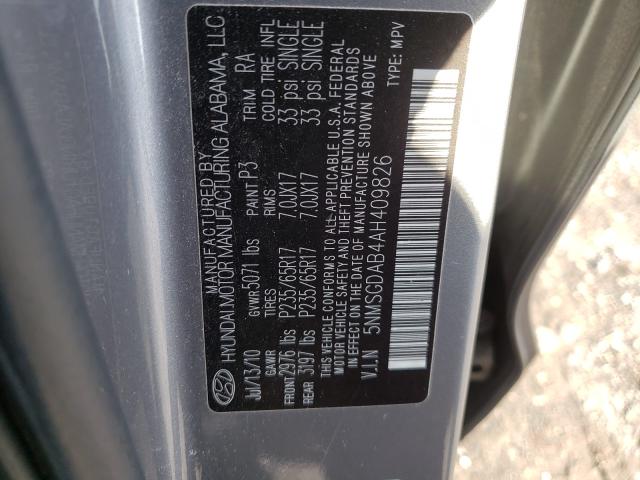 MANUFACTURED BY
HYUNDAI MOTOR MANUFACTURING ALABAMA, LLC
Jul/13/10 GVWR 5071 lbs PAINT P3 TRIM RA
GAWR TIRES RIMS COLD TIRE INFL
FRONT 2976 lbs P235/65R17 7.0JX17 33 psi SINGLE
REAR 3197 lbs P235/65R17 7.0JX17 33 psi SINGLE
THIS VEHICLE CONFORMS TO ALL APPLICABLE U.S.A. FEDERAL
MOTOR VEHICLE SAFETY AND THEFT PREVENTION STANDARDS
IN EFFECT ON THE DATE OF MANUFACTURE SHOWN ABOVE
V.I.N 5NMSGDAB4AH409826 TYPE: MPV